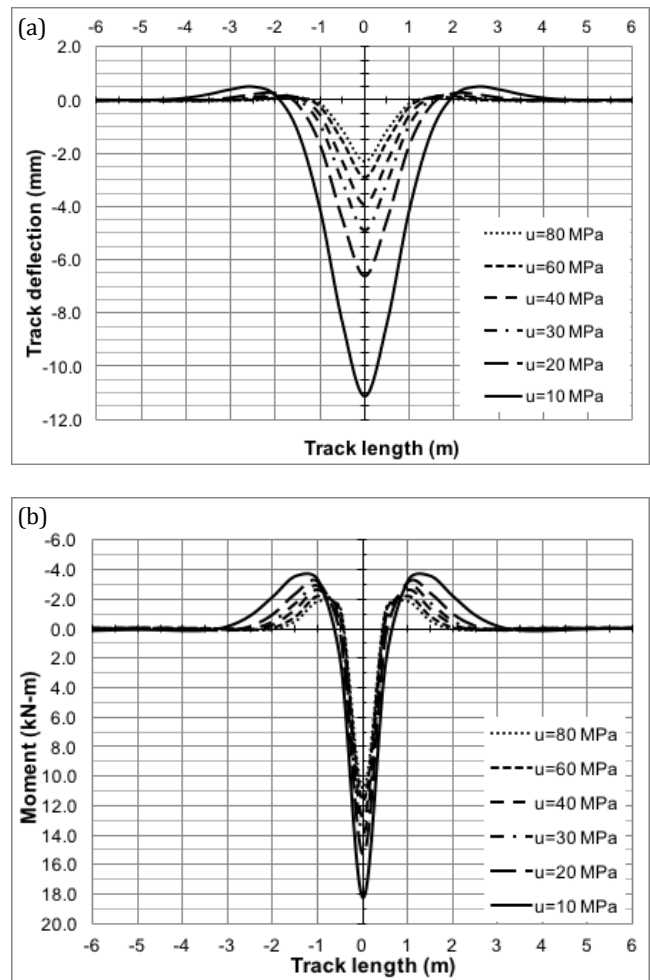 (a)
-6 -5 -4 -3 -2 -1 0 1 2 3 4 5 6
2.0
0.0
-2.0
-4.0
-6.0
-8.0
-10.0
-12.0
Track deflection (mm)
u=80 MPa
u=60 MPa
u=40 MPa
u=30 MPa
u=20 MPa
u=10 MPa
Track length (m)
(b)
-6.0
-4.0
-2.0
0.0
2.0
4.0
6.0
8.0
10.0
12.0
14.0
16.0
18.0
20.0
Moment (kN-m)
u=80 MPa
u=60 MPa
u=40 MPa
u=30 MPa
u=20 MPa
u=10 MPa
-6 -5 -4 -3 -2 -1 0 1 2 3 4 5 6
Track length (m)